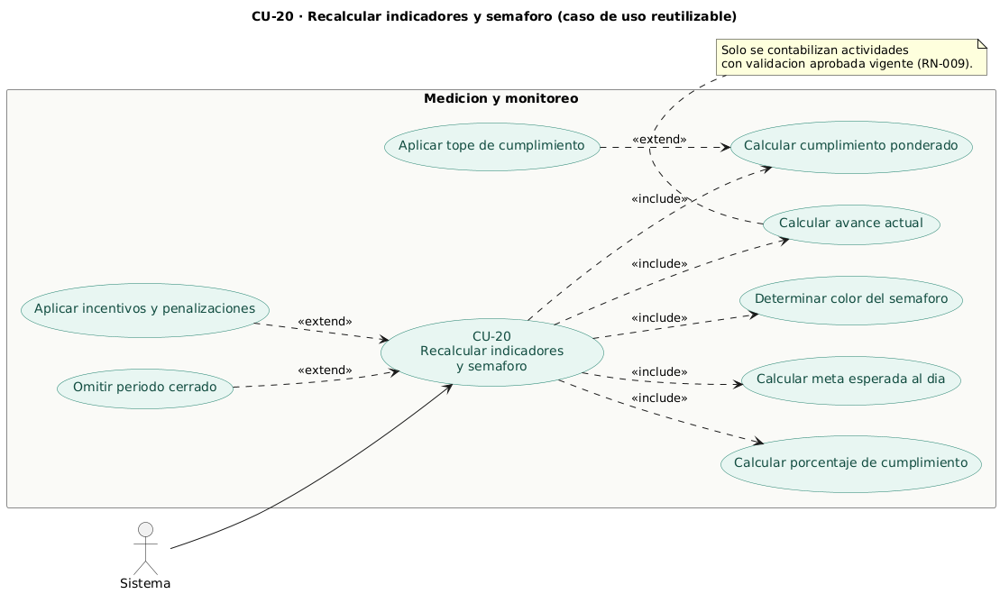 CU-20 · Recalcular indicadores y semaforo (caso de uso reutilizable)
Solo se contabilizan actividades
con validacion aprobada vigente (RN-009).
Medicion y monitoreo
Aplicar tope de cumplimiento
«extend»
Calcular cumplimiento ponderado
«include»
Calcular avance actual
«include»
Determinar color del semaforo
«include»
Aplicar incentivos y penalizaciones
«extend»
CU-20
Recalcular indicadores
y semaforo
Omitir periodo cerrado
«extend»
«include»
Calcular meta esperada al dia
«include»
Calcular porcentaje de cumplimiento
Sistema